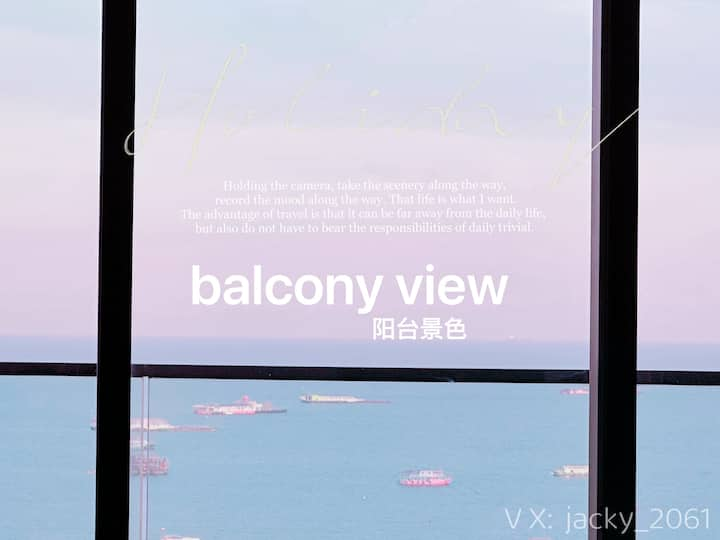 Holiday
Holding the camera, take the scenery along the way,
record the mood along the way. That life is what I want.
The advantage of travel is that it can be far away from the daily life,
but also do not have to bear the responsibilities of daily trivial.
balcony view
阳台景色
VX: jacky_2061